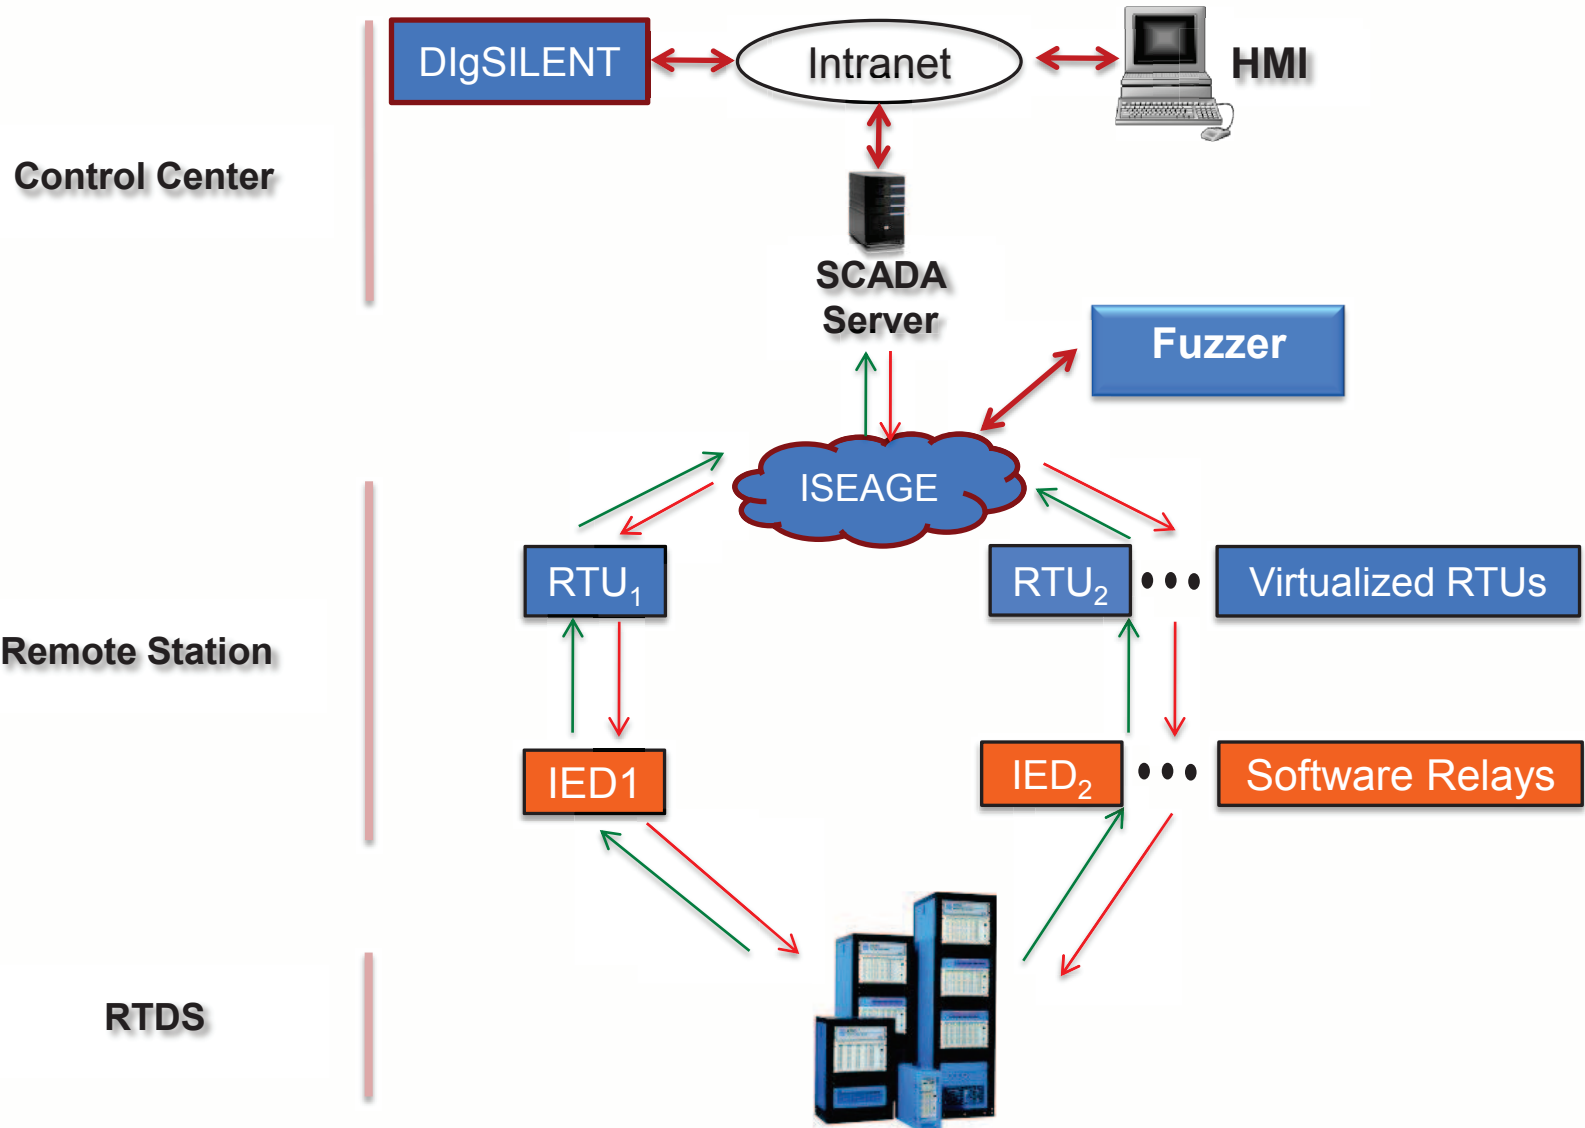 DIgSILENT
Intranet
HMI
Control Center
SCADA
Server
Fuzzer
ISEAGE
RTU1
RTU2
Virtualized RTUs
Remote Station
IED1
IED2
Software Relays
RTDS